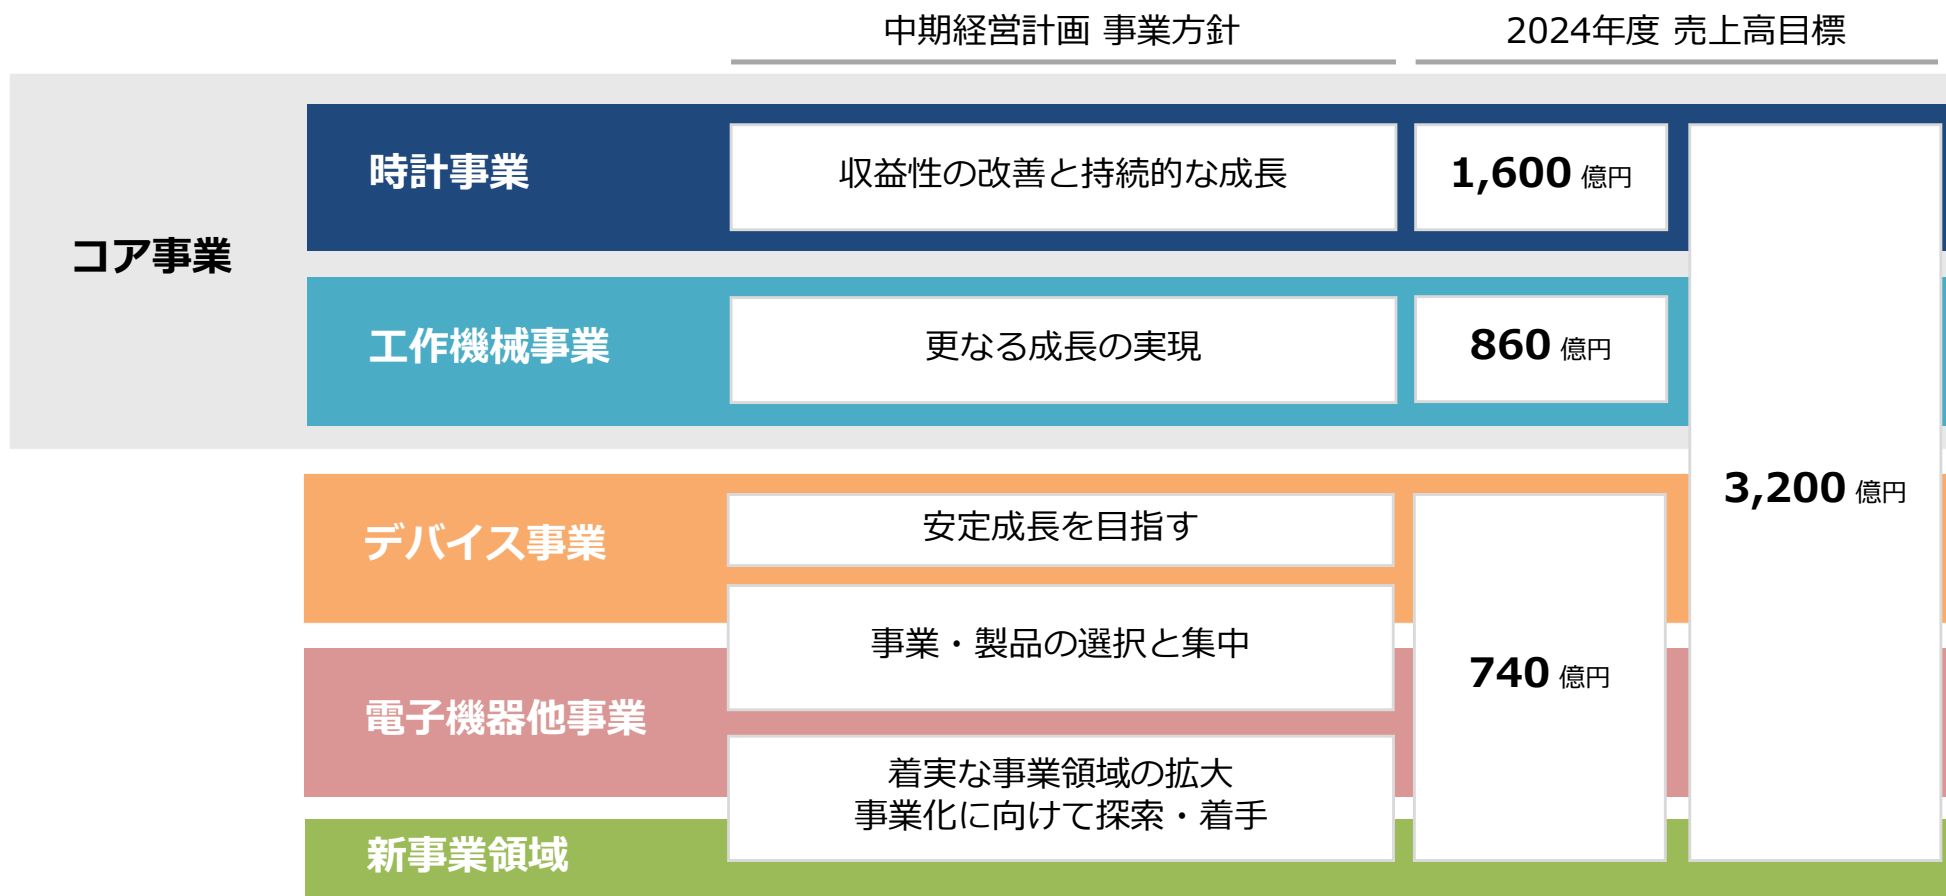 中期経営計画 事業方針
2024年度 売上高目標
コア事業
時計事業
収益性の改善と持続的な成長
1,600 億円
工作機械事業
更なる成長の実現
860 億円
3,200 億円
デバイス事業
安定成長を目指す
事業・製品の選択と集中
740 億円
電子機器他事業
着実な事業領域の拡大
事業化に向けて探索・着手
新事業領域